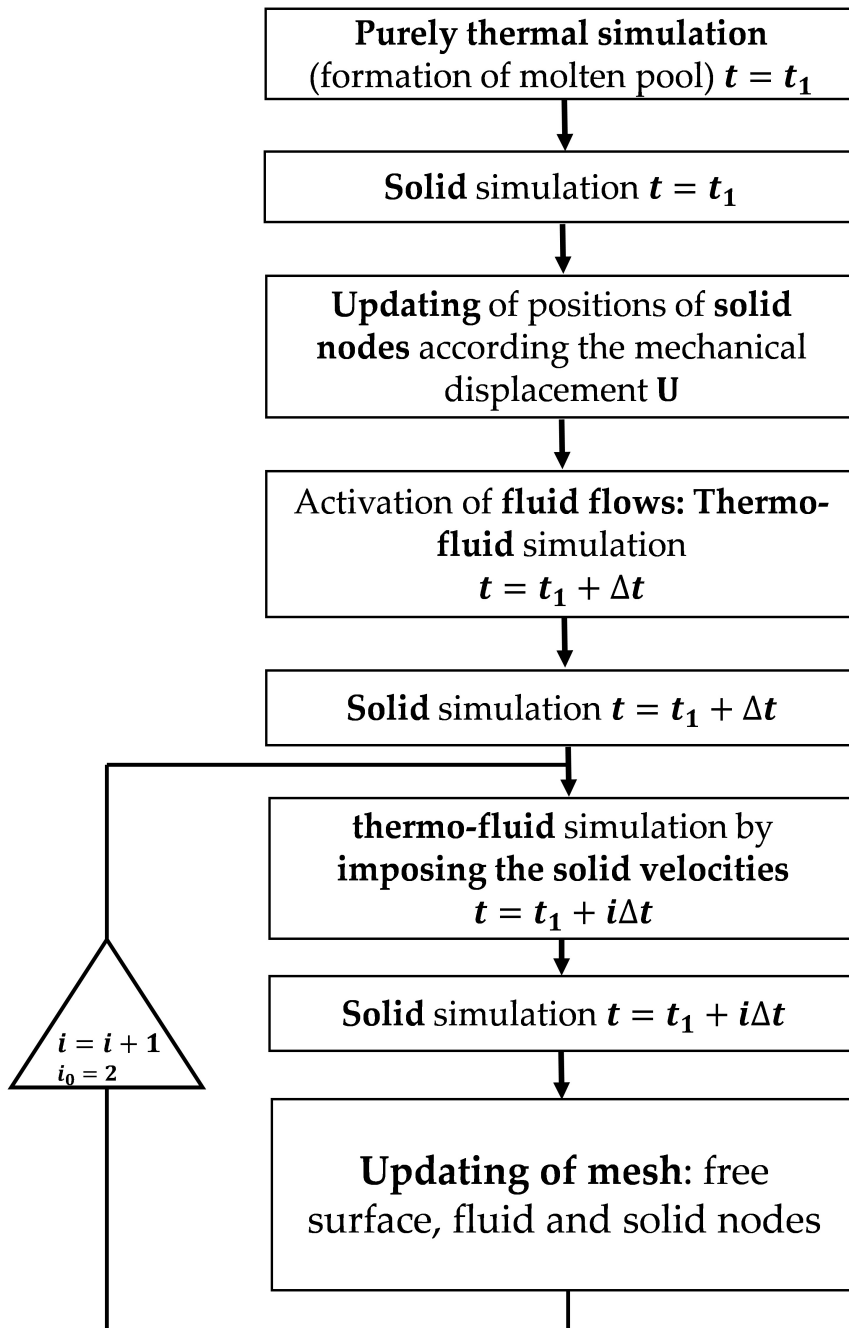 Purely thermal simulation
(formation of molten pool) t = t₁
Solid simulation t = t₁
Updating of positions of solid
nodes according the mechanical
displacement U
Activation of fluid flows: Thermo-
fluid simulation
t = t₁ + Δt
Solid simulation t = t₁ + Δt
thermo-fluid simulation by
imposing the solid velocities
t = t₁ + iΔt
Solid simulation t = t₁ + iΔt
i = i + 1
i₀ = 2
Updating of mesh: free
surface, fluid and solid nodes